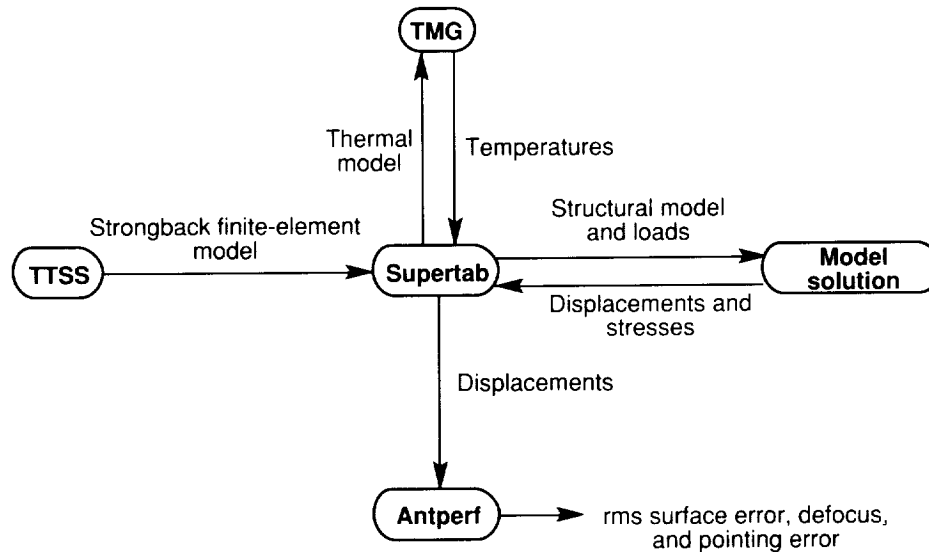 TMG
Thermal
model
Temperatures
Strongback finite-element
model
Structural model
and loads
TTSS
Supertab
Model
solution
Displacements and
stresses
Displacements
Antperf
rms surface error, defocus,
and pointing error